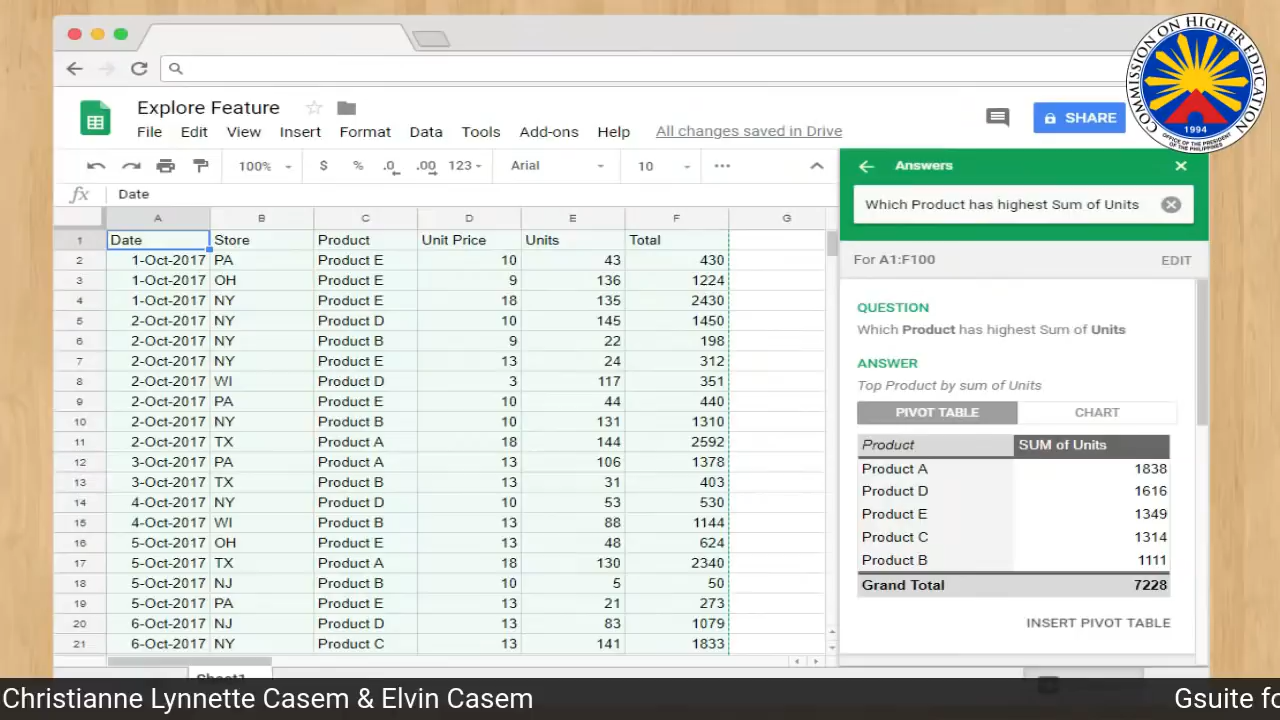 COMMISSION ON HIGHER EDUCATION
1994
OFFICE OF THE PRESIDENT
OF THE PHILIPPINES
Explore Feature
File Edit View Insert Format Data Tools Add-ons Help All changes saved in Drive
SHARE
100% $ % .0 .00 123 Arial 10
fx Date
A B C D E F G
1 Date Store Product Unit Price Units Total
2 1-Oct-2017 PA Product E 10 43 430
3 1-Oct-2017 OH Product E 9 136 1224
4 1-Oct-2017 NY Product E 18 135 2430
5 2-Oct-2017 NY Product D 10 145 1450
6 2-Oct-2017 NY Product B 9 22 198
7 2-Oct-2017 NY Product E 13 24 312
8 2-Oct-2017 WI Product D 3 117 351
9 2-Oct-2017 PA Product E 10 44 440
10 2-Oct-2017 NY Product B 10 131 1310
11 2-Oct-2017 TX Product A 18 144 2592
12 3-Oct-2017 PA Product A 13 106 1378
13 3-Oct-2017 TX Product B 13 31 403
14 4-Oct-2017 NY Product D 10 53 530
15 4-Oct-2017 WI Product B 13 88 1144
16 5-Oct-2017 OH Product E 13 48 624
17 5-Oct-2017 TX Product A 18 130 2340
18 5-Oct-2017 NJ Product B 10 5 50
19 5-Oct-2017 PA Product E 13 21 273
20 6-Oct-2017 NJ Product D 13 83 1079
21 6-Oct-2017 NY Product C 13 141 1833
Sheet1
Answers
Which Product has highest Sum of Units
For A1:F100 EDIT
QUESTION
Which Product has highest Sum of Units
ANSWER
Top Product by sum of Units
PIVOT TABLE CHART
Product SUM of Units
Product A 1838
Product D 1616
Product E 1349
Product C 1314
Product B 1111
Grand Total 7228
INSERT PIVOT TABLE
Christianne Lynnette Casem & Elvin Casem
Gsuite fo